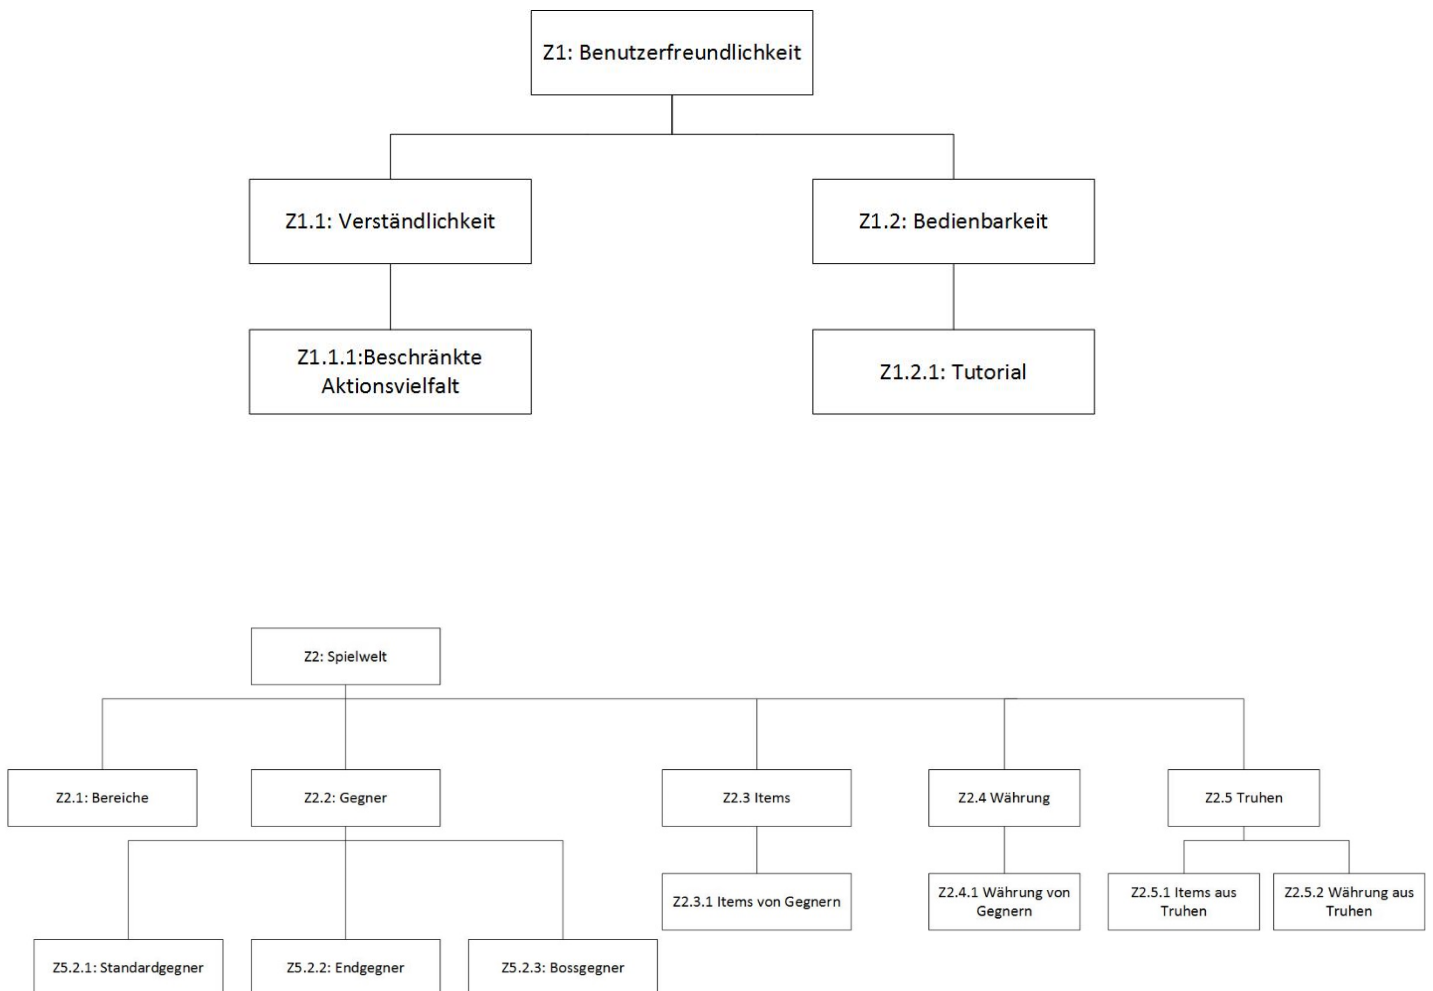 Z1: Benutzerfreundlichkeit
Z1.1: Verständlichkeit
Z1.2: Bedienbarkeit
Z1.1.1:Beschränkte
Aktionsvielfalt
Z1.2.1: Tutorial
Z2: Spielwelt
Z2.1: Bereiche
Z2.2: Gegner
Z2.3 Items
Z2.4 Währung
Z2.5 Truhen
Z2.3.1 Items von Gegnern
Z2.4.1 Währung von
Gegnern
Z2.5.1 Items aus
Truhen
Z2.5.2 Währung aus
Truhen
Z5.2.1: Standardgegner
Z5.2.2: Endgegner
Z5.2.3: Bossgegner